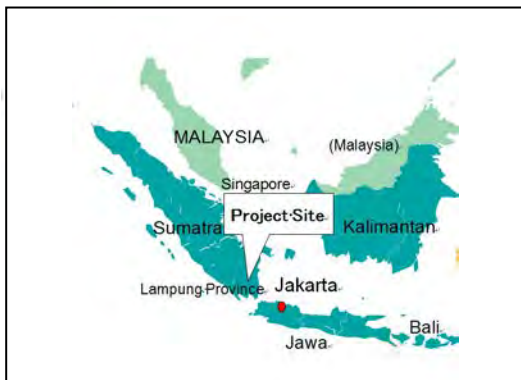 MALAYSIA
(Malaysia)
Singapore
Project Site
Sumatra
Kalimantan
Lampung Province
Jakarta
Bali
Jawa